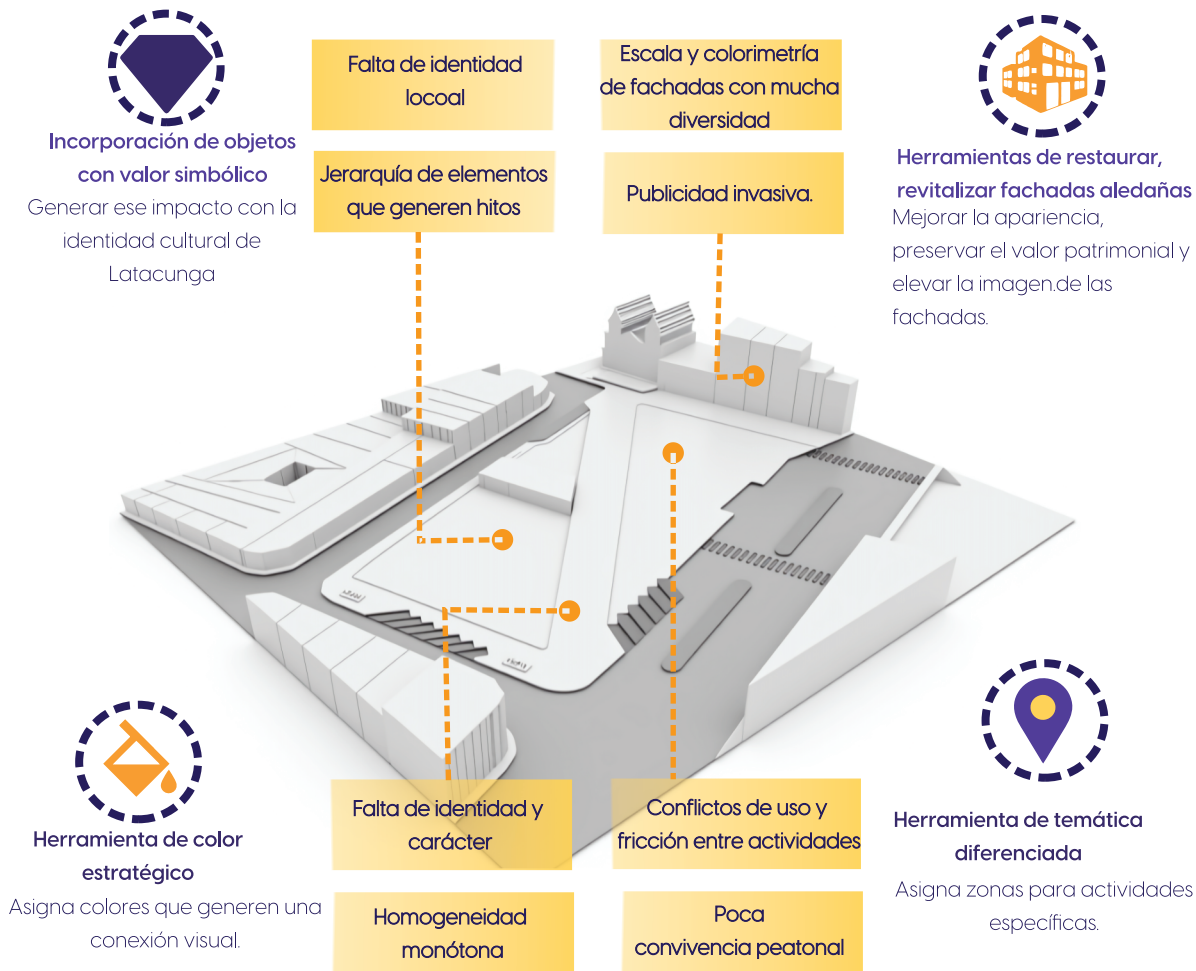 Incorporación de objetos
con valor simbólico
Generar ese impacto con la
identidad cultural de
Latacunga
Falta de identidad
locoal
Jerarquía de elementos
que generen hitos
Escala y colorimetría
de fachadas con mucha
diversidad
Publicidad invasiva.
Herramientas de restaurar,
revitalizar fachadas aledañas
Mejorar la apariencia,
preservar el valor patrimonial y
elevar la imagen.de las
fachadas.
Herramienta de color
estratégico
Asigna colores que generen una
conexión visual.
Falta de identidad y
carácter
Homogeneidad
monótona
Conflictos de uso y
fricción entre actividades
Poca
convivencia peatonal
Herramienta de temática
diferenciada
Asigna zonas para actividades
específicas.